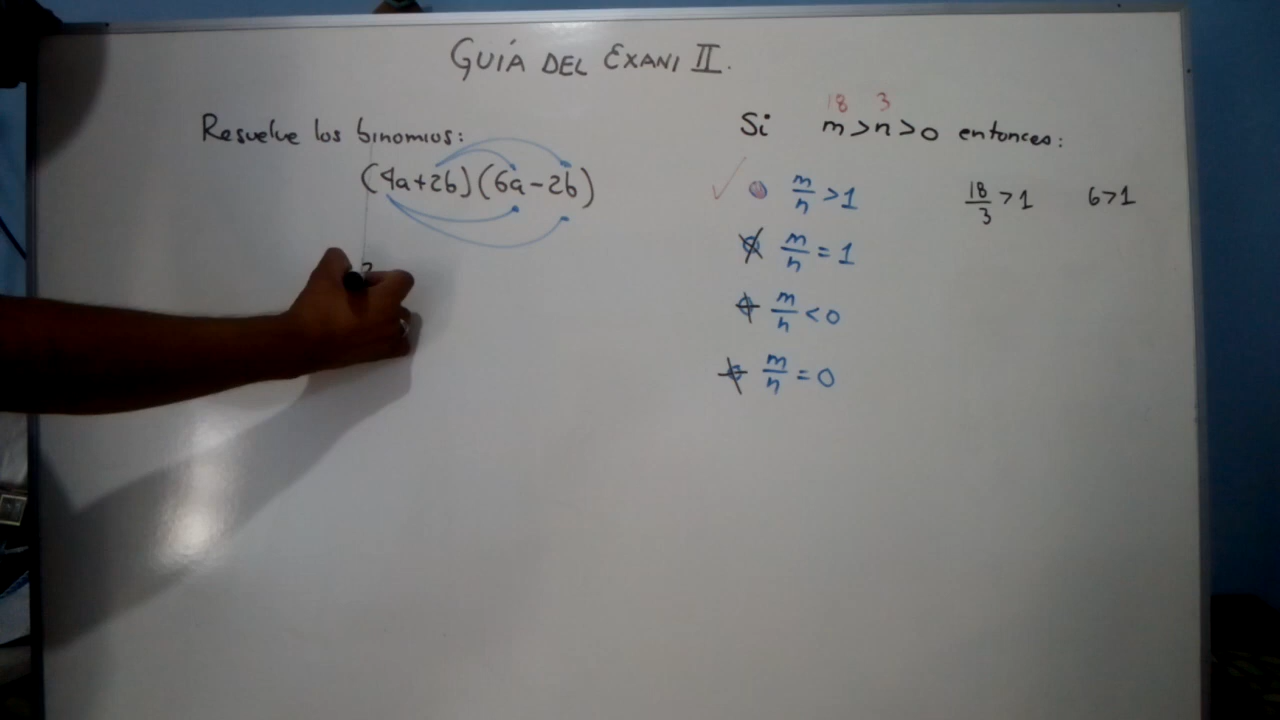 GUÍA DEL EXANI II.
Resuelve los binomios:
(4a+2b)(6a-2b)
2
18 3
Si m>n>0 entonces:
m/n >1 18/3 >1 6>1
m/n = 1
m/n <0
m/n = 0